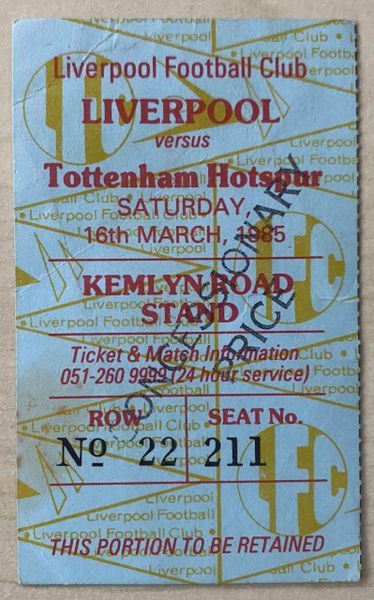 Liverpool Football Club
LIVERPOOL
versus
Tottenham Hotspur
SATURDAY,
16th MARCH, 1985
CONCESSIONARY
PRICE
KEMLYN ROAD
STAND
Ticket & Match Information
051-260 9999 (24 hour service)
ROW SEAT No.
No 22 211
THIS PORTION TO BE RETAINED